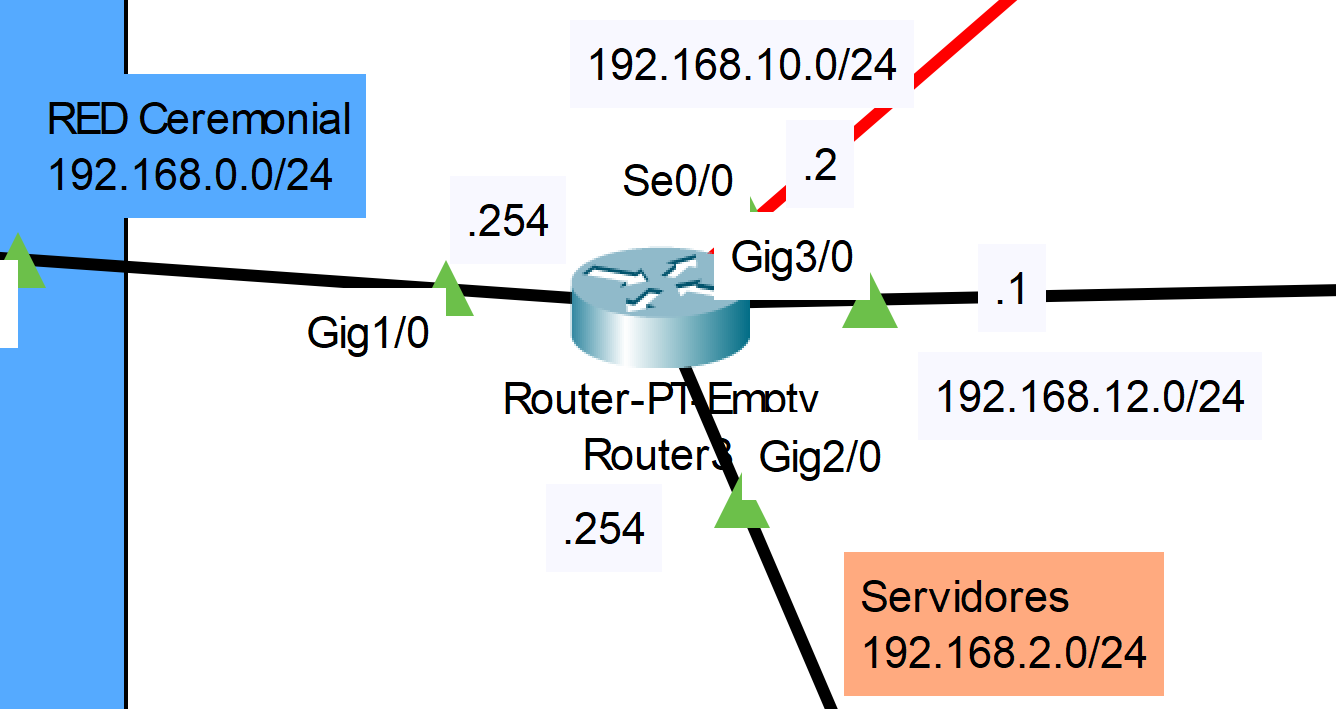 192.168.10.0/24
RED Ceremonial
192.168.0.0/24
.2
Se0/0
.254
Gig3/0
.1
Gig1/0
Router-PT-Empty
192.168.12.0/24
Router3
Gig2/0
.254
Servidores
192.168.2.0/24